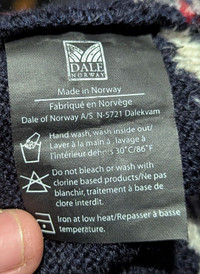 DALE
NORWAY
Made in Norway
Fabriqué en Norvège
Dale of Norway A/S N-5721 Dalekvam
Hand wash, wash inside out/
Laver à la main à , lavage à
l'intérieur dehors 30°C/86°F
Do not bleach or wash with
clorine based products/Ne pas
blanchir, traitement à base de
clore interdit.
Iron at low heat/Repasser à basse
temperature.